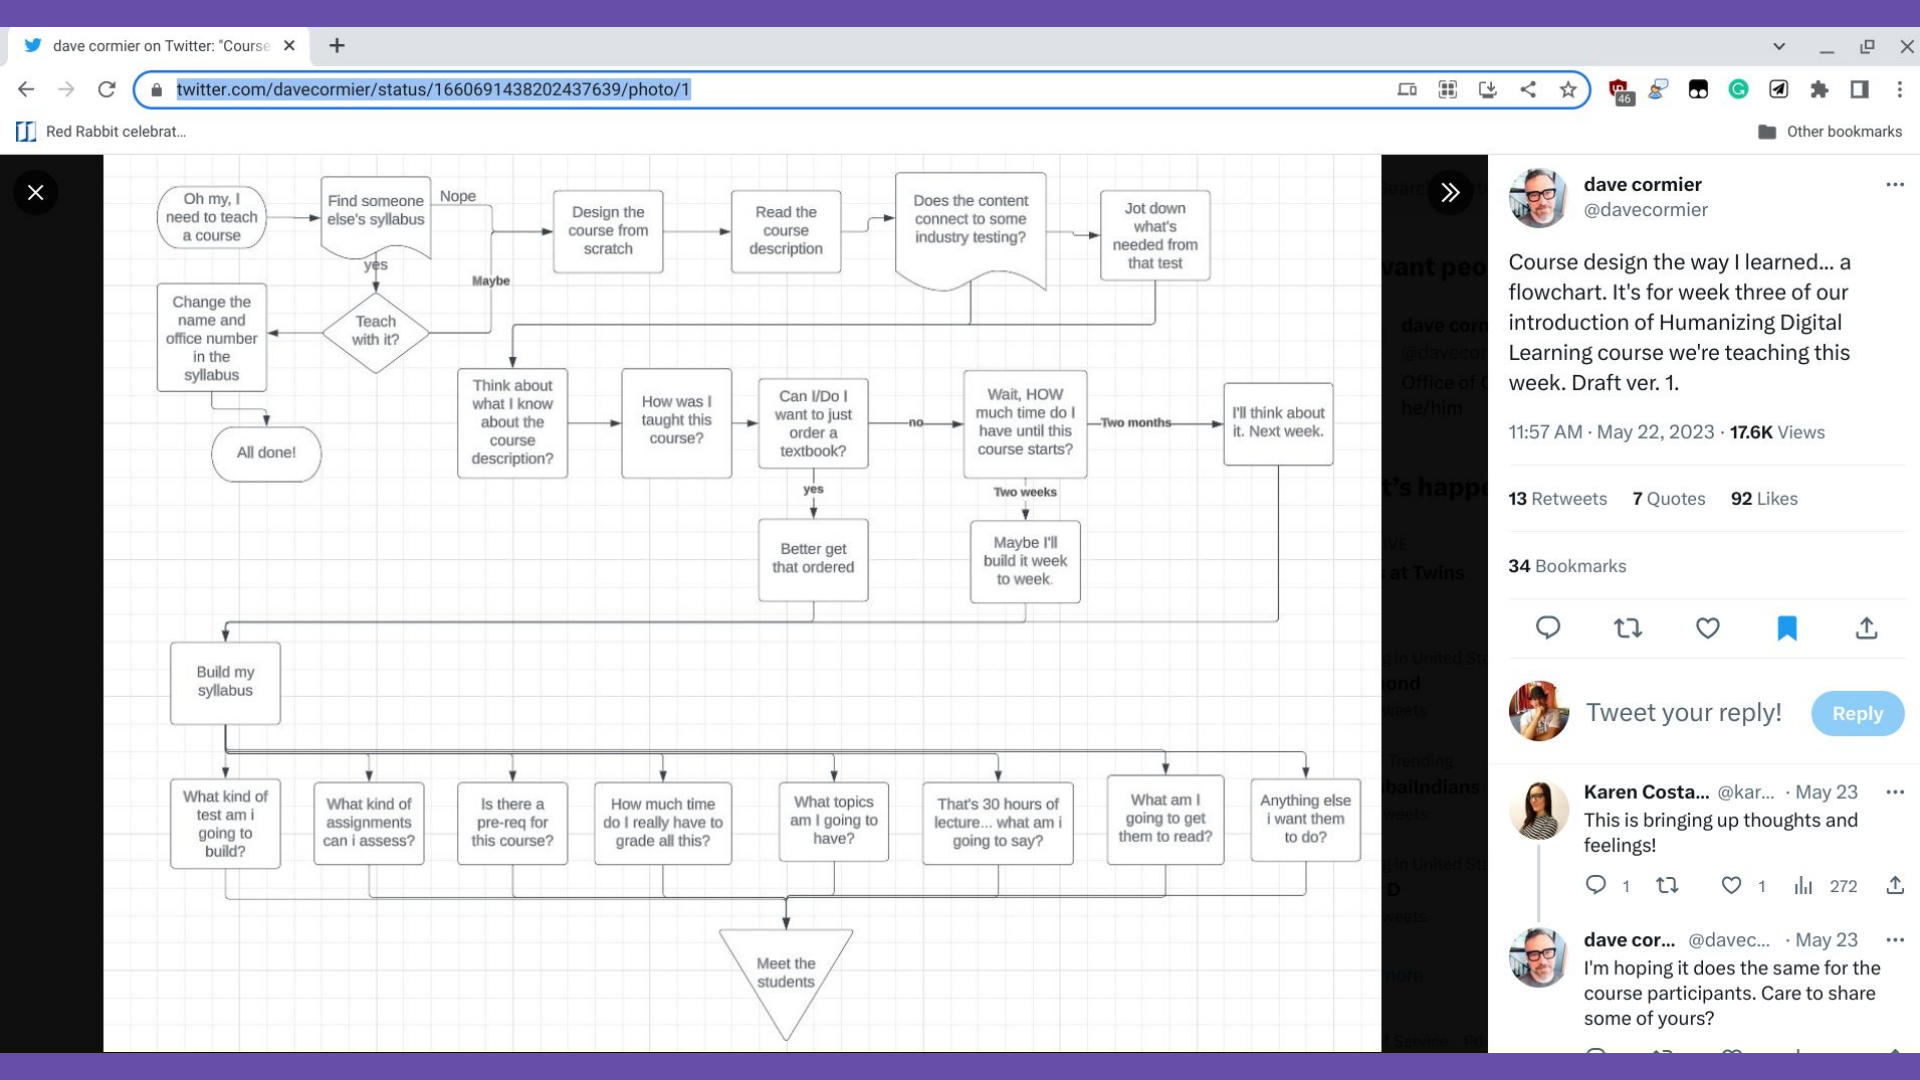 dave cormier on Twitter: "Course
twitter.com/davecormier/status/1660691438202437639/photo/1
46
Red Rabbit celebrat...
Other bookmarks
Oh my, I
need to teach
a course
Find someone
else's syllabus
Nope
Design the
course from
scratch
Read the
course
description
Does the content
connect to some
industry testing?
Jot down
what's
needed from
that test
yes
Maybe
Change the
name and
office number
in the
syllabus
Teach
with it?
All done!
Think about
what I know
about the
course
description?
How was I
taught this
course?
Can I/Do I
want to just
order a
textbook?
no
Wait, HOW
much time do I
have until this
course starts?
Two months
I'll think about
it. Next week.
yes
Two weeks
Better get
that ordered
Maybe I'll
build it week
to week.
Build my
syllabus
What kind of
test am i
going to
build?
What kind of
assignments
can i assess?
Is there a
pre-req for
this course?
How much time
do I really have to
grade all this?
What topics
am I going to
have?
That's 30 hours of
lecture... what am i
going to say?
What am I
going to get
them to read?
Anything else
i want them
to do?
Meet the
students
dave cormier
@davecormier
Course design the way I learned... a
flowchart. It's for week three of our
introduction of Humanizing Digital
Learning course we're teaching this
week. Draft ver. 1.
11:57 AM · May 22, 2023 · 17.6K Views
13 Retweets 7 Quotes 92 Likes
34 Bookmarks
Tweet your reply!
Reply
Karen Costa... @kar... · May 23
This is bringing up thoughts and
feelings!
1 1 272
dave cor... @davec... · May 23
I'm hoping it does the same for the
course participants. Care to share
some of yours?